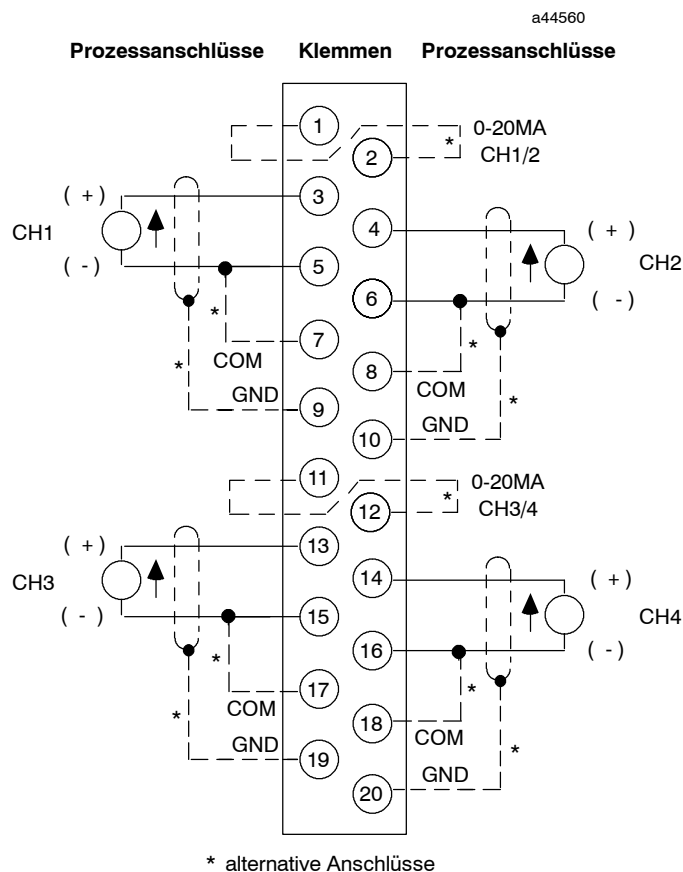 a44560
Prozessanschlüsse Klemmen Prozessanschlüsse
1
* 0-20MA
2 CH1/2
( + ) 3
4 ( + )
CH1
CH2
( - ) 5
6 ( - )
* 7 *
COM
8
* COM
GND 9 *
10 GND
11
* 0-20MA
12 CH3/4
( + ) 13
14 ( + )
CH3
CH4
( - ) 15
16 ( - )
* 17 *
COM
18
* COM
GND 19 *
20 GND
* alternative Anschlüsse